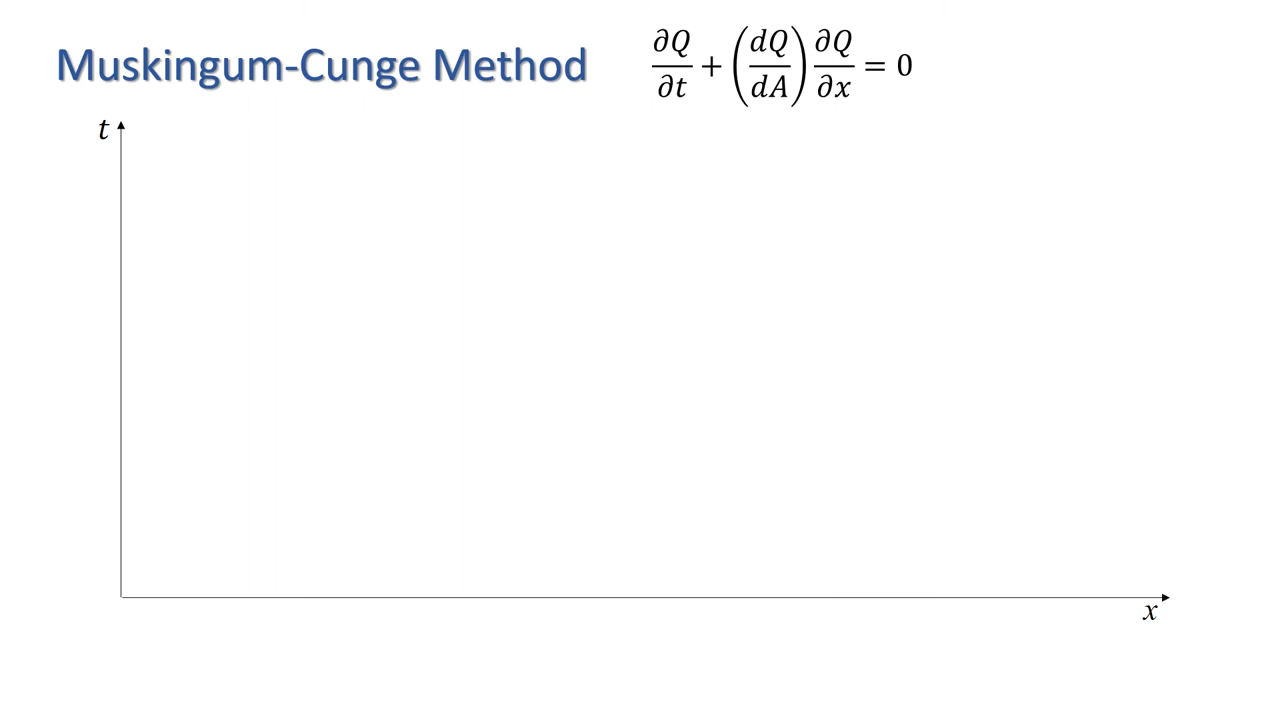 Muskingum-Cunge Method
∂Q/∂t + (dQ/dA) ∂Q/∂x = 0
t
x